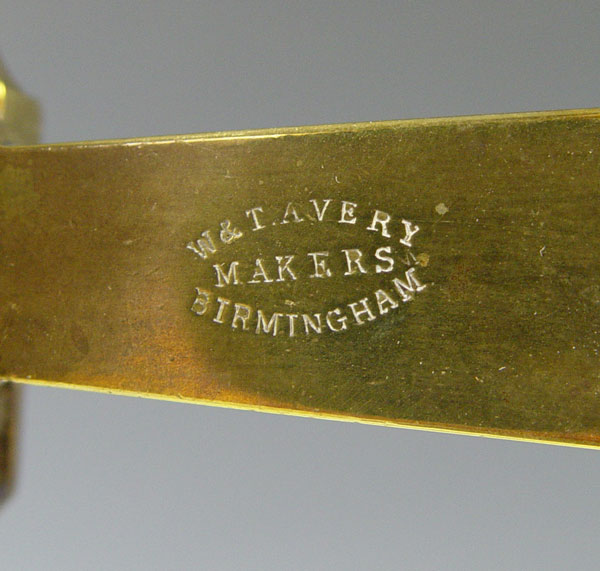 W & T. AVERY
MAKERS
BIRMINGHAM